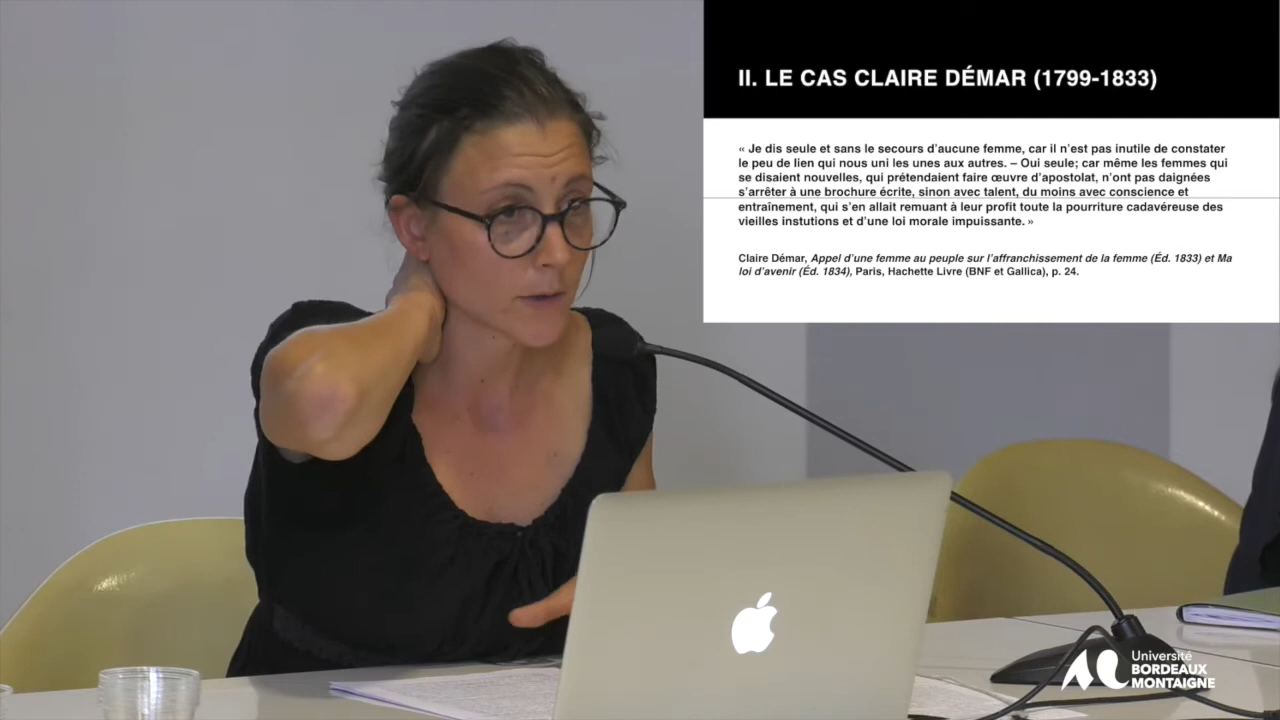 II. LE CAS CLAIRE DÉMAR (1799-1833)
« Je dis seule et sans le secours d'aucune femme, car il n'est pas inutile de constater
le peu de lien qui nous uni les unes aux autres. – Oui seule; car même les femmes qui
se disaient nouvelles, qui prétendaient faire œuvre d'apostolat, n'ont pas daignées
s'arrêter à une brochure écrite, sinon avec talent, du moins avec conscience et
entraînement, qui s'en allait remuant à leur profit toute la pourriture cadavéreuse des
vieilles instutions et d'une loi morale impuissante. »
Claire Démar, Appel d'une femme au peuple sur l'affranchissement de la femme (Éd. 1833) et Ma
loi d'avenir (Éd. 1834), Paris, Hachette Livre (BNF et Gallica), p. 24.
Université
BORDEAUX
MONTAIGNE